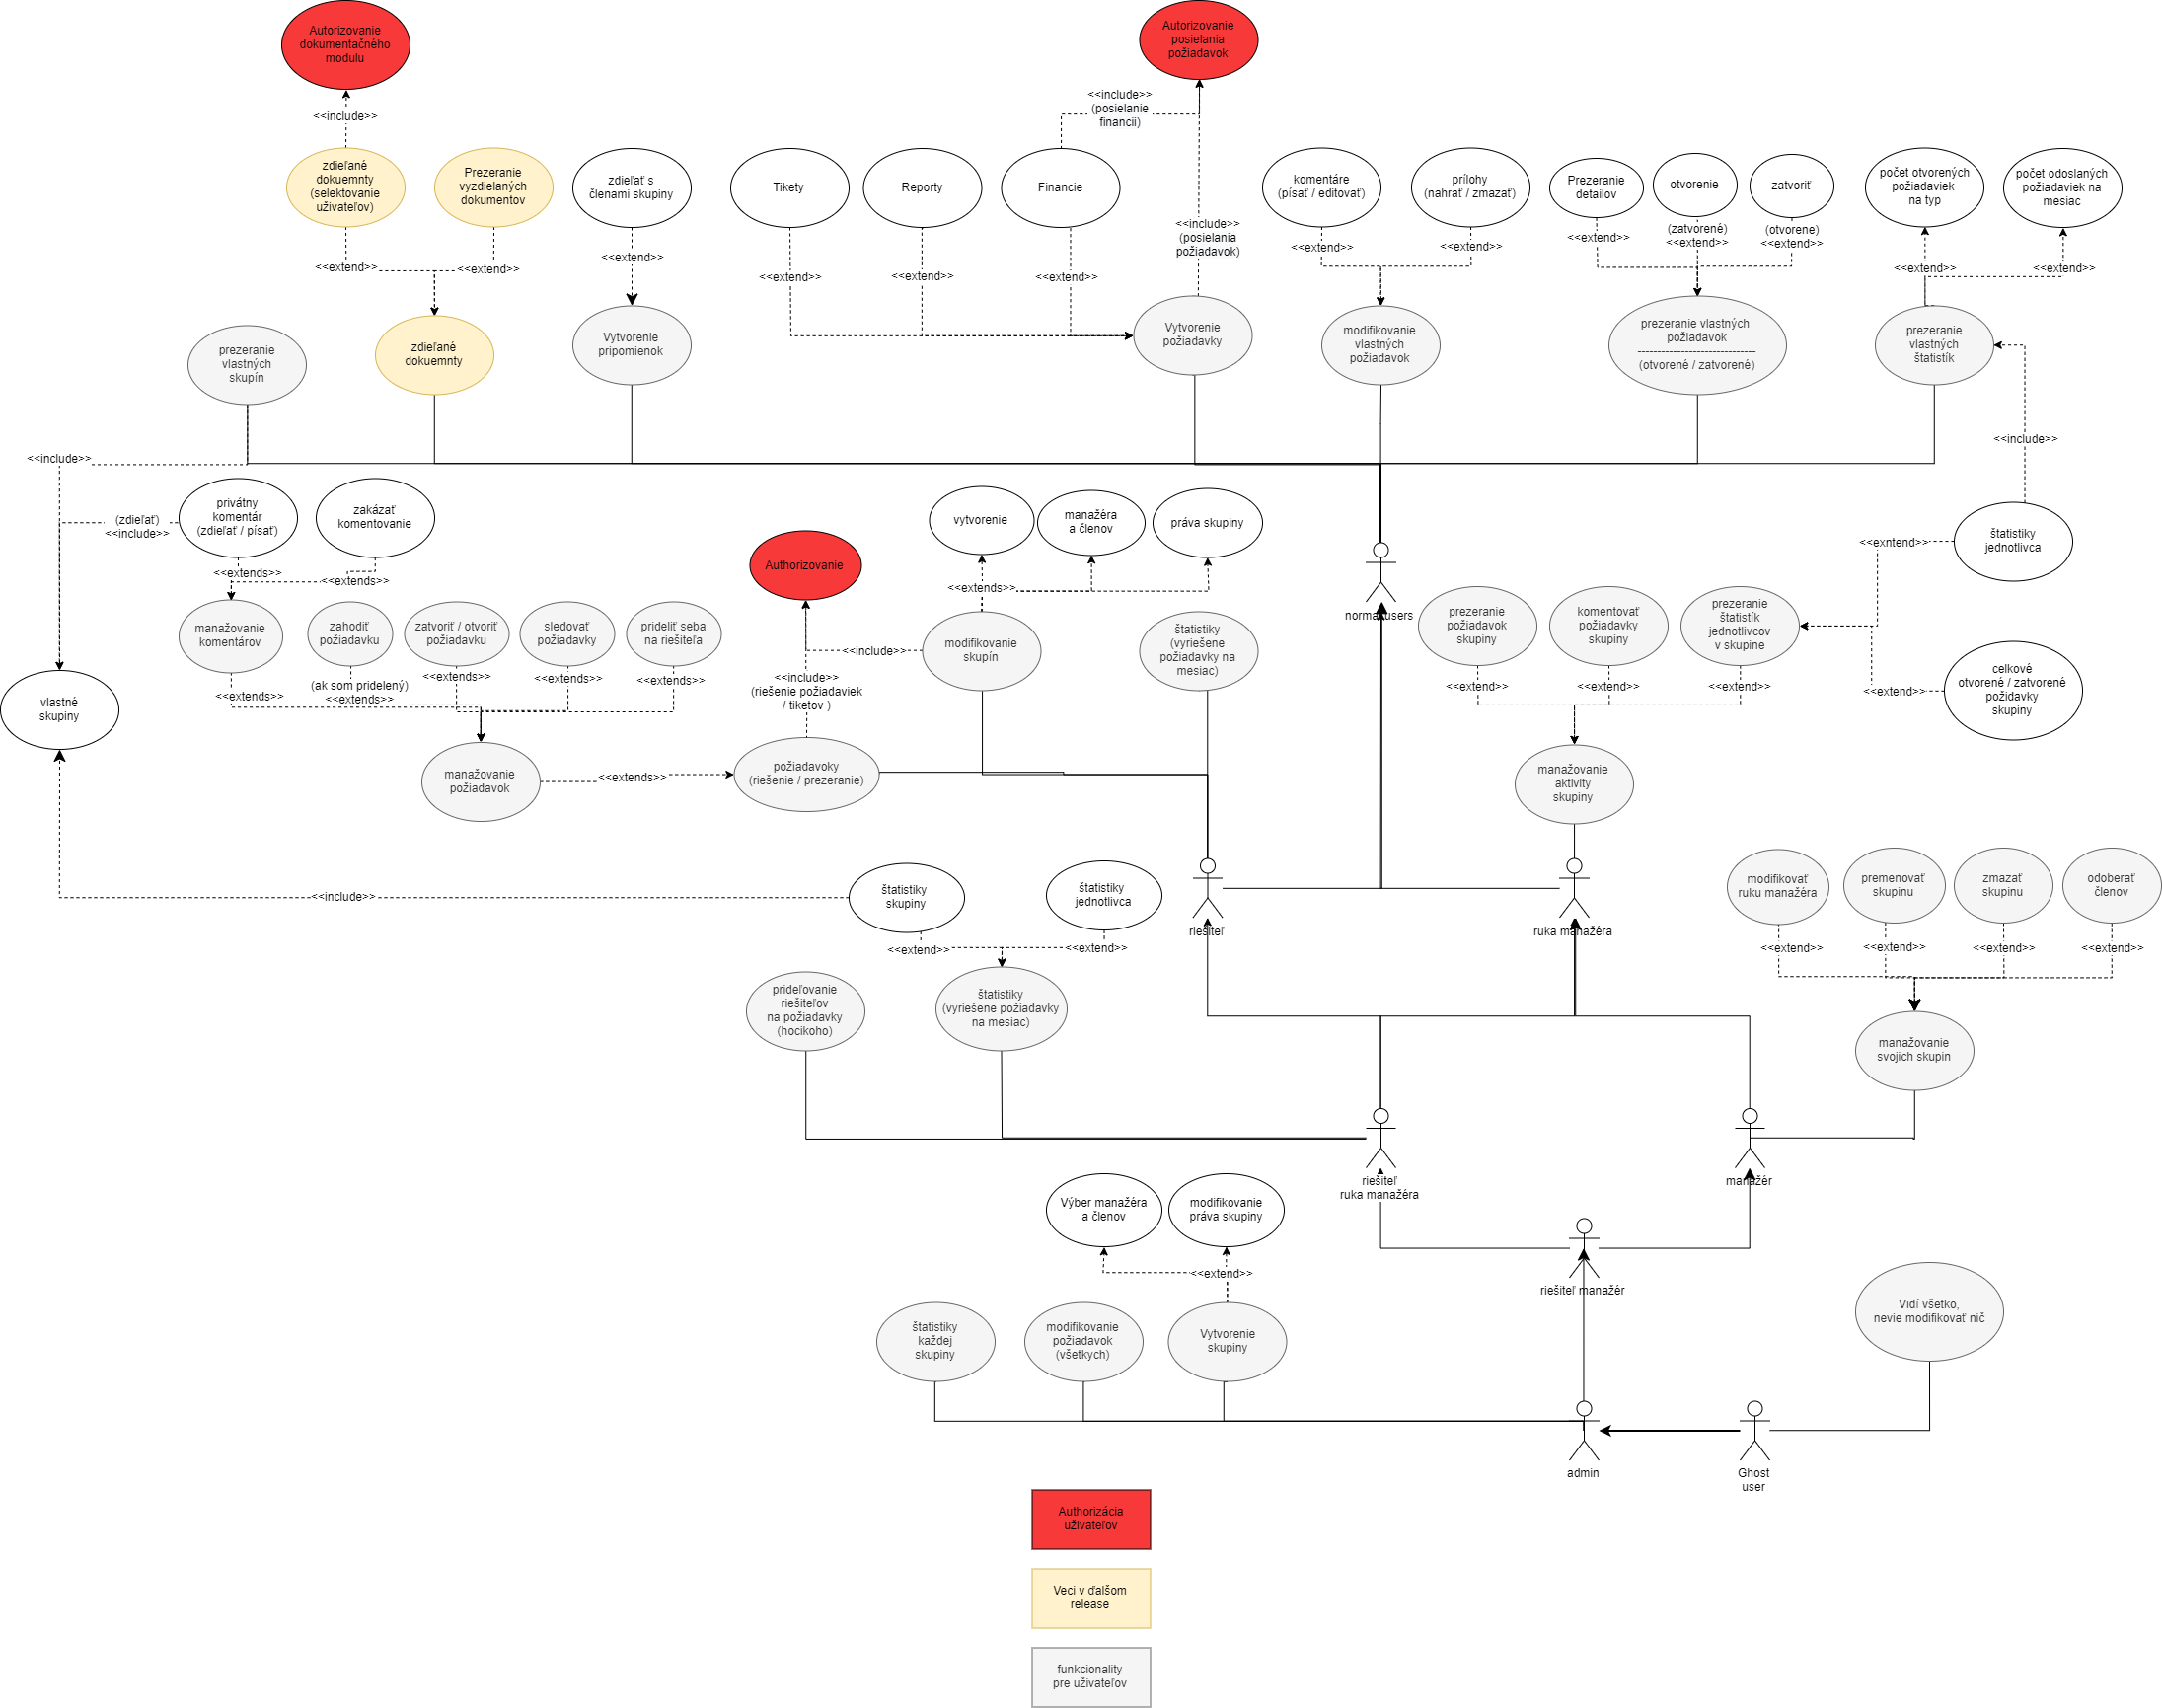 Autorizovanie
dokumentačného
modulu
Autorizovanie
posielania
požiadavok
<<include>>
<<include>>
(posielanie
financii)
zdieľané
dokuemnty
(selektovanie
uživateľov)
Prezeranie
vyzdielaných
dokumentov
zdieľať s
členami skupiny
Tikety
Reporty
Financie
komentáre
(písať / editovať)
prílohy
(nahrať / zmazať)
Prezeranie
detailov
otvorenie
zatvoriť
počet otvorených
požiadaviek
na typ
počet odoslaných
požiadaviek na
mesiac
<<extend>>
<<extend>>
<<extend>>
<<extend>>
<<extend>>
<<extend>>
<<include>>
(posielania
požiadavok)
<<extend>>
<<extend>>
<<extend>>
(zatvorené)
<<extend>>
(otvorene)
<<extend>>
<<extend>>
<<extend>>
prezeranie
vlastných
skupín
zdieľané
dokuemnty
Vytvorenie
pripomienok
Vytvorenie
požiadavky
modifikovanie
vlastných
požiadavok
prezeranie vlastných
požiadavok
------------------------------
(otvorené / zatvorené)
prezeranie
vlastných
štatistík
<<include>>
<<include>>
privátny
komentár
(zdieľať / písať)
zakázať
komentovanie
(zdieľať)
<<include>>
vytvorenie
manažéra
a členov
práva skupiny
štatistiky
jednotlivca
<<exntend>>
Authorizovanie
<<extends>>
<<extends>>
<<extends>>
normal users
manažovanie
komentárov
zahodiť
požiadavku
zatvoriť / otvoriť
požiadavku
sledovať
požiadavky
prideliť seba
na riešiteľa
modifikovanie
skupín
<<include>>
štatistiky
(vyriešene
požiadavky na
mesiac)
prezeranie
požiadavok
skupiny
komentovať
požiadavky
skupiny
prezeranie
štatistík
jednotlivcov
v skupine
celkové
otvorené / zatvorené
požidavky
skupiny
<<extends>>
(ak som pridelený)
<<extends>>
<<extends>>
<<extends>>
<<extends>>
<<include>>
(riešenie požiadaviek
/ tiketov )
<<extend>>
<<extend>>
<<extend>>
<<extend>>
vlastné
skupiny
manažovanie
požiadavok
<<extends>>
požiadavoky
(riešenie / prezeranie)
manažovanie
aktivity
skupiny
<<include>>
štatistiky
skupiny
štatistiky
jednotlivca
riešiteľ
ruka manažéra
modifikovať
ruku manažéra
premenovať
skupinu
zmazať
skupinu
odoberať
členov
<<extend>>
<<extend>>
<<extend>>
<<extend>>
<<extend>>
<<extend>>
prideľovanie
riešiteľov
na požiadavky
(hocikoho)
štatistiky
(vyriešene požiadavky
na mesiac)
manažovanie
svojich skupin
riešiteľ
ruka manažéra
manažér
Výber manažéra
a členov
modifikovanie
práva skupiny
<<extend>>
riešiteľ manažér
štatistiky
každej
skupiny
modifikovanie
požiadavok
(všetkych)
Vytvorenie
skupiny
Vidí všetko,
nevie modifikovať nič
admin
Ghost
user
Authorizácia
uživateľov
Veci v ďalšom
release
funkcionality
pre uživateľov